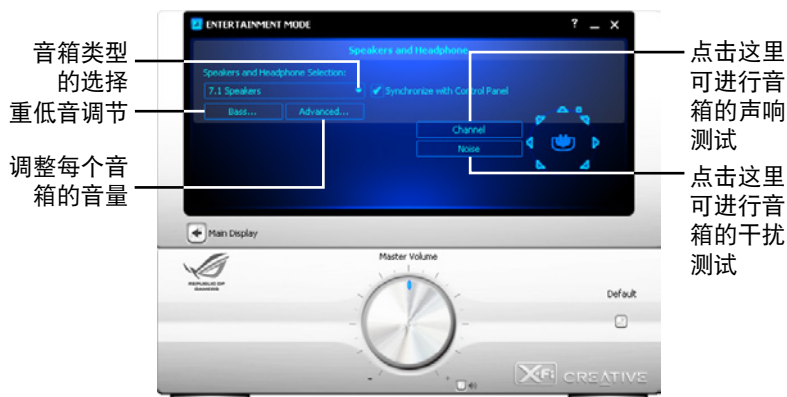 ENTERTAINMENT MODE
? _ ×
Speakers and Headphone
音箱类型
的选择
重低音调节
调整每个音
箱的音量
Speakers and Headphone Selection:
7.1 Speakers
Synchronize with Control Panel
Bass...
Advanced...
Channel
Noise
点击这里
可进行音
箱的声响
测试
点击这里
可进行音
箱的干扰
测试
Main Display
REPUBLIC OF
GAMERS
Master Volume
Default
- +
X-Fi CREATIVE